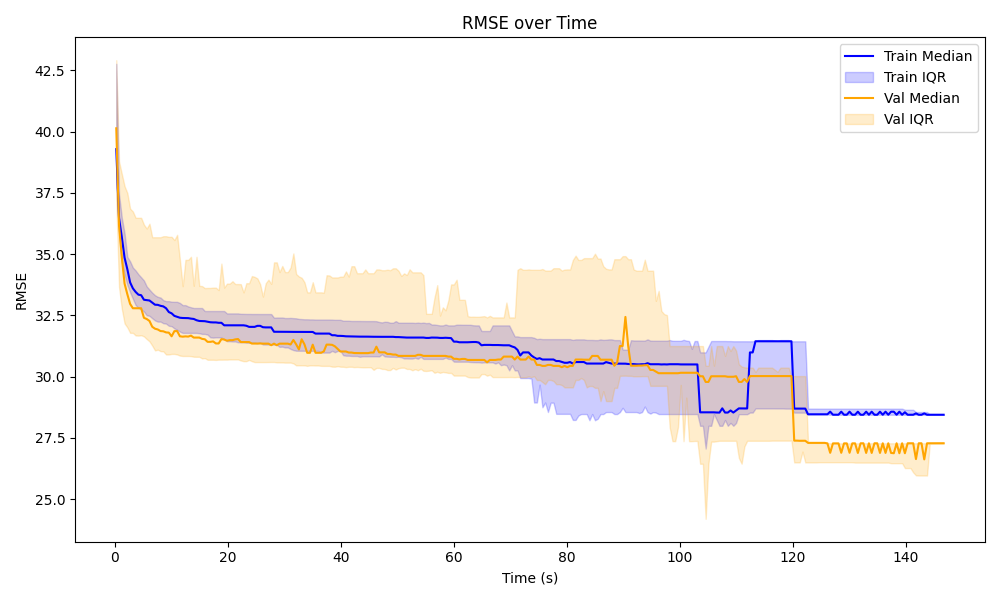 RMSE over Time
RMSE
42.5
40.0
37.5
35.0
32.5
30.0
27.5
25.0
Train Median
Train IQR
Val Median
Val IQR
0 20 40 60 80 100 120 140
Time (s)